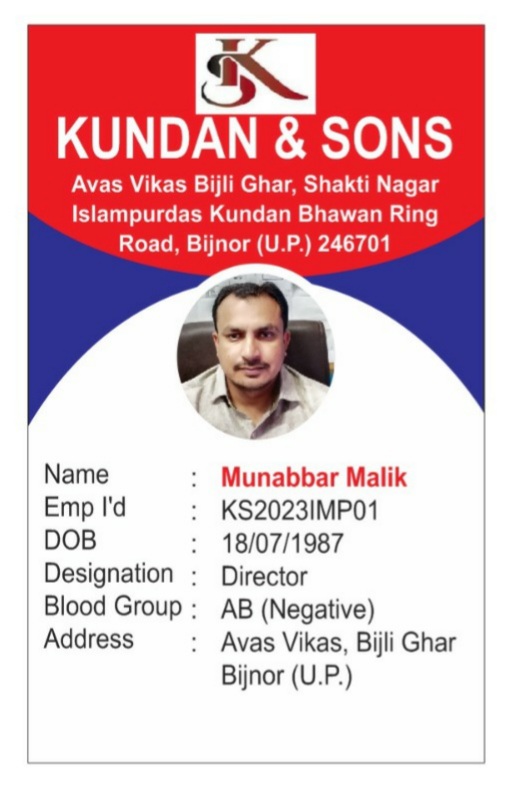 KUNDAN & SONS
Avas Vikas Bijli Ghar, Shakti Nagar
Islampurdas Kundan Bhawan Ring
Road, Bijnor (U.P.) 246701
Name : Munabbar Malik
Emp I'd : KS2023IMP01
DOB : 18/07/1987
Designation : Director
Blood Group : AB (Negative)
Address : Avas Vikas, Bijli Ghar
Bijnor (U.P.)